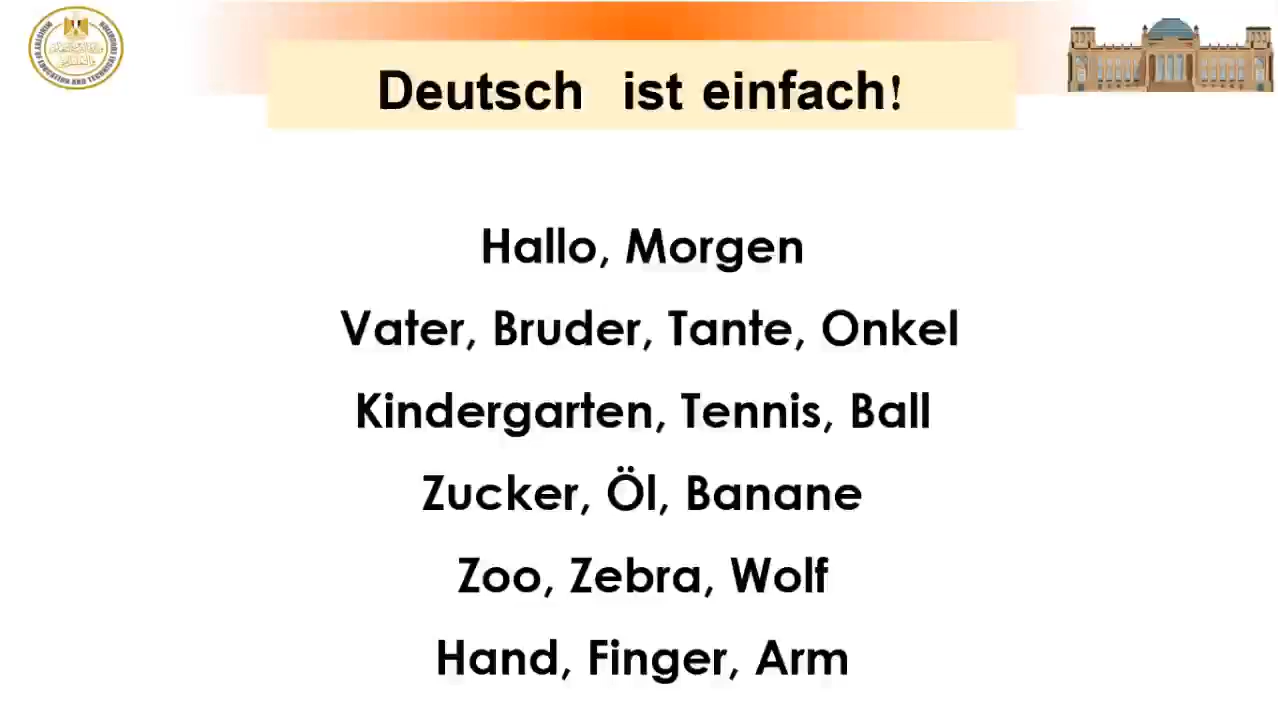 Deutsch ist einfach!
Hallo, Morgen
Vater, Bruder, Tante, Onkel
Kindergarten, Tennis, Ball
Zucker, Öl, Banane
Zoo, Zebra, Wolf
Hand, Finger, Arm